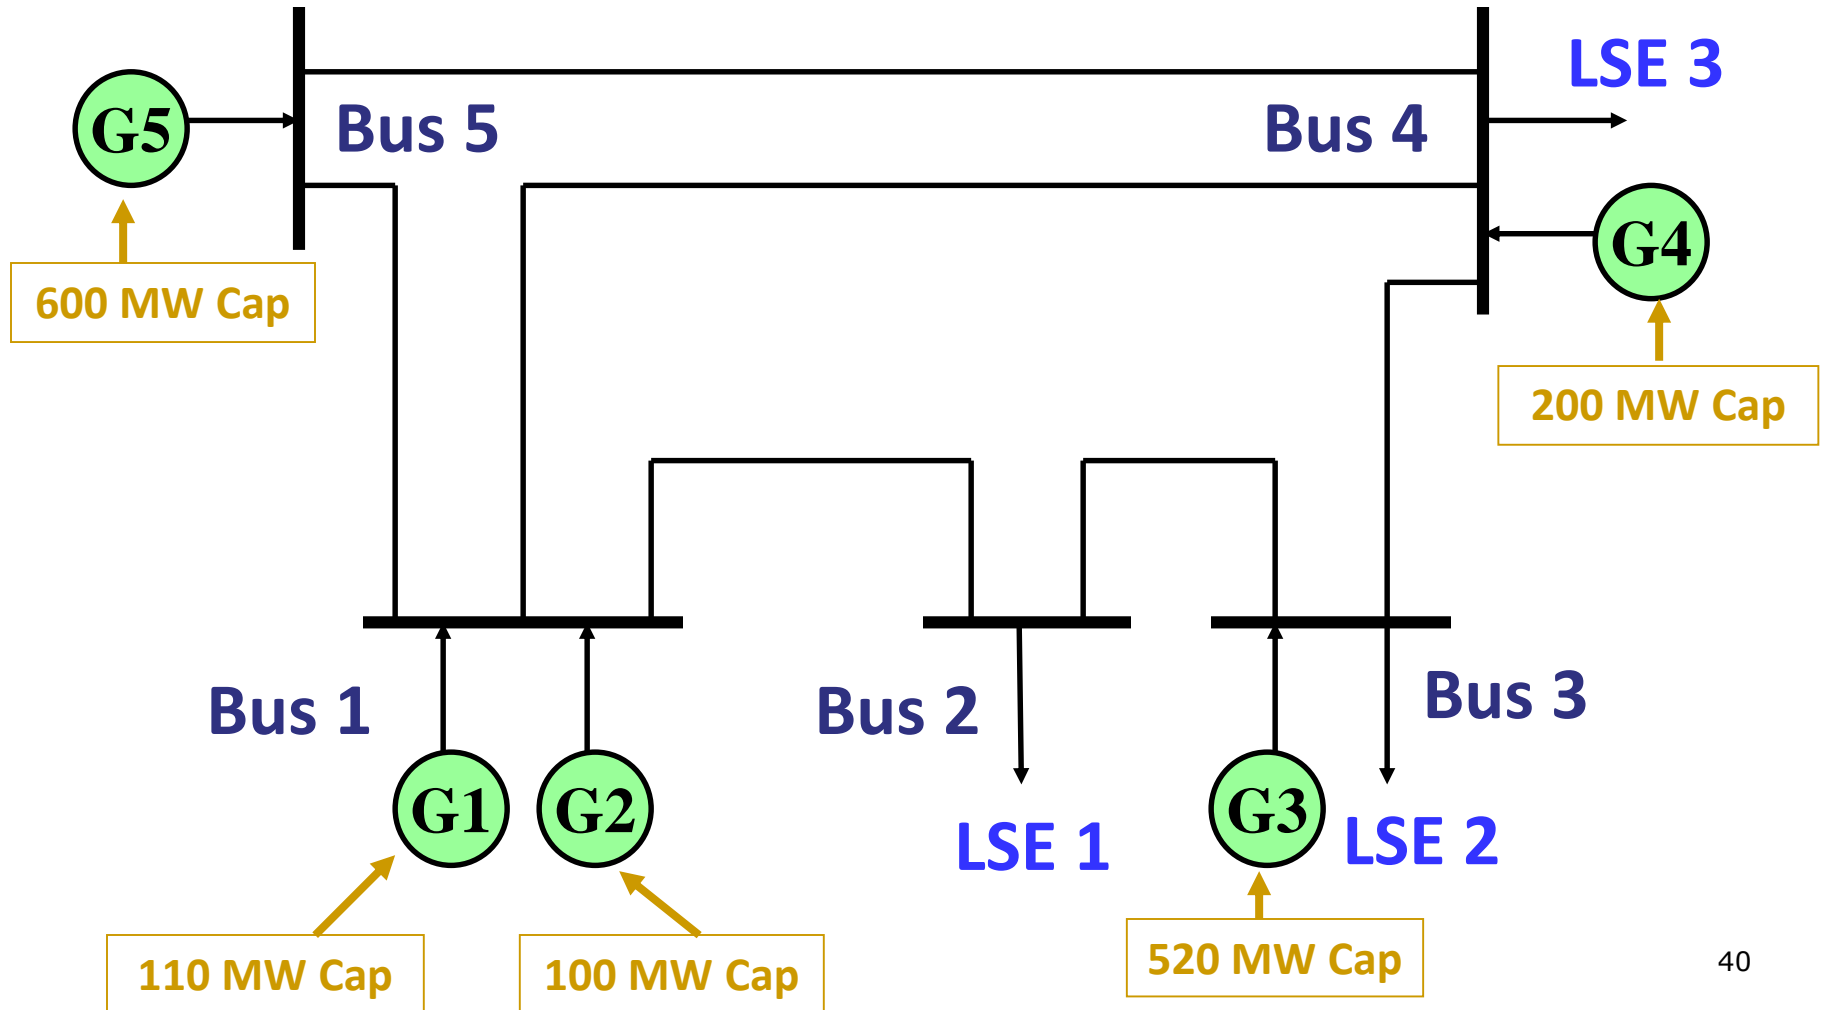 LSE 3
G5
Bus 5
Bus 4
G4
600 MW Cap
200 MW Cap
Bus 1
Bus 2
Bus 3
G1
G2
LSE 1
G3
LSE 2
110 MW Cap
100 MW Cap
520 MW Cap
40